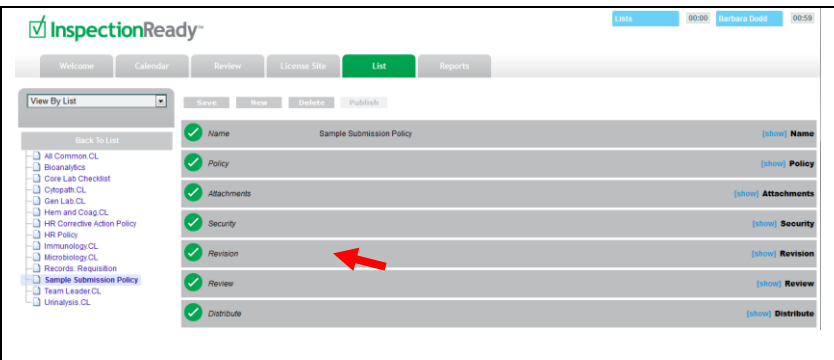 InspectionReady™
Lists 00:00 Barbara Dodd 00:59
Welcome Calendar Review License Site List Reports
View By List
Save New Delete Publish
Back To List
All Common.CL
Bioanalytics
Core Lab Checklist
Cytopath.CL
Gen Lab.CL
Hem and Coag.CL
HR Corrective Action Policy
HR Policy
Immunology.CL
Microbiology.CL
Records: Requisition
Sample Submission Policy
Team Leader.CL
Urinalysis.CL
Name Sample Submission Policy [show] Name
Policy [show] Policy
Attachments [show] Attachments
Security [show] Security
Revision [show] Revision
Review [show] Review
Distribute [show] Distribute